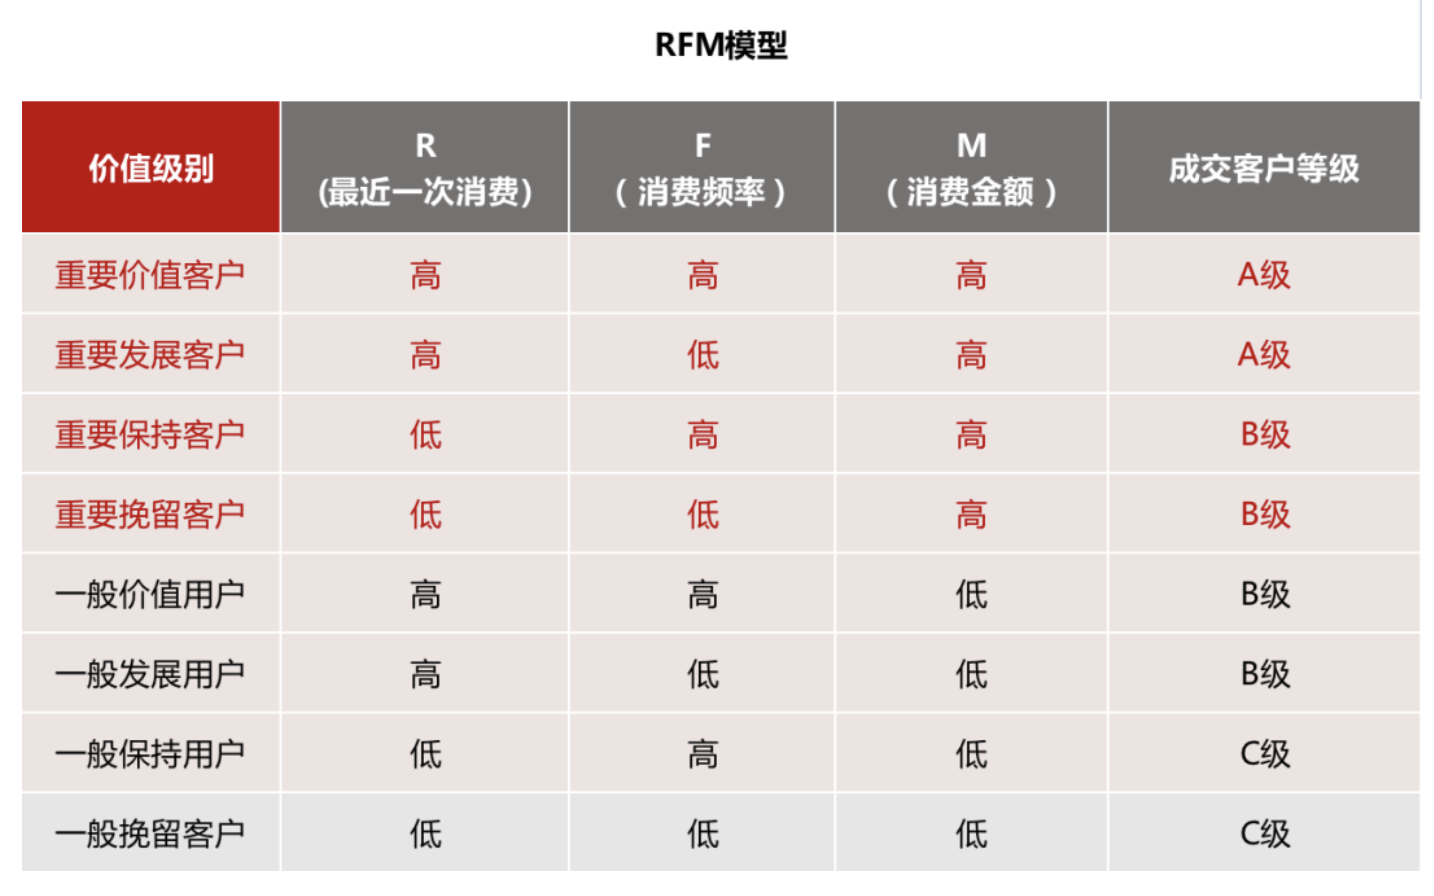 RFM模型
价值级别 R (最近一次消费) F （消费频率） M （消费金额） 成交客户等级
重要价值客户 高 高 高 A级
重要发展客户 高 低 高 A级
重要保持客户 低 高 高 B级
重要挽留客户 低 低 高 B级
一般价值用户 高 高 低 B级
一般发展用户 高 低 低 B级
一般保持用户 低 高 低 C级
一般挽留客户 低 低 低 C级